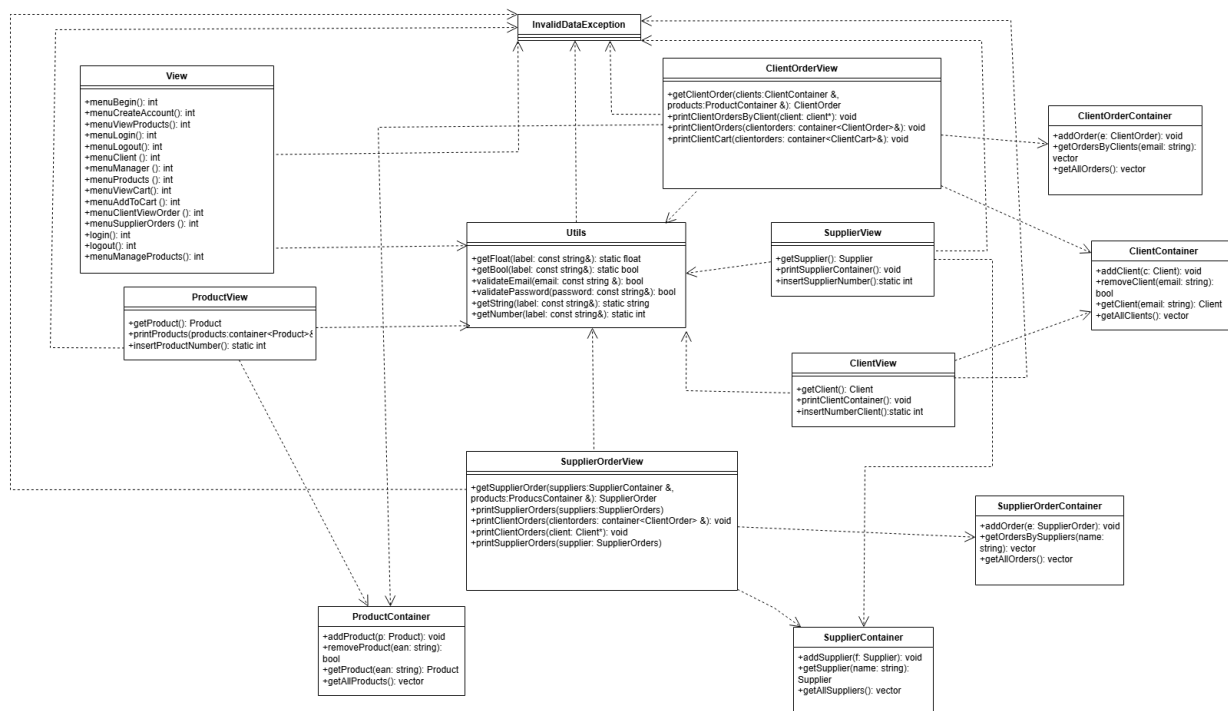 InvalidDataException
View
+menuBegin(): int
+menuCreateAccount(): int
+menuViewProducts(): int
+menuLogin(): int
+menuLogout(): int
+menuClient (): int
+menuManager (): int
+menuProducts (): int
+menuViewCart(): int
+menuAddToCart (): int
+menuClientViewOrder (): int
+menuSupplierOrders (): int
+login(): int
+logout(): int
+menuManageProducts(): int
ClientOrderView
+getClientOrder(clients:ClientContainer &,
products:ProductContainer &): ClientOrder
+printClientOrdersByClient(client: client*): void
+printClientOrders(clientorders: container<ClientOrder>&): void
+printClientCart(clientorders: container<ClientCart>&): void
ClientOrderContainer
+addOrder(e: ClientOrder): void
+getOrdersByClients(email: string):
vector
+getAllOrders(): vector
Utils
+getFloat(label: const string&): static float
+getBool(label: const string&): static bool
+validateEmail(email: const string &): bool
+validatePassword(password: const string&): bool
+getString(label: const string&): static string
+getNumber(label: const string&): static int
SupplierView
+getSupplier(): Supplier
+printSupplierContainer(): void
+insertSupplierNumber():static int
ClientContainer
+addClient(c: Client): void
+removeClient(email: string):
bool
+getClient(email: string): Client
+getAllClients(): vector
ProductView
+getProduct(): Product
+printProducts(products:container<Product>&
+insertProductNumber(): static int
ClientView
+getClient(): Client
+printClientContainer(): void
+insertNumberClient():static int
SupplierOrderView
+getSupplierOrder(suppliers:SupplierContainer &,
products:ProducsContainer &): SupplierOrder
+printSupplierOrders(suppliers:SupplierOrders)
+printClientOrders(clientorders: container<ClientOrder> &): void
+printClientOrders(client: Client*): void
+printSupplierOrders(supplier: SupplierOrders)
SupplierOrderContainer
+addOrder(e: SupplierOrder): void
+getOrdersBySuppliers(name:
string): vector
+getAllOrders(): vector
ProductContainer
+addProduct(p: Product): void
+removeProduct(ean: string):
bool
+getProduct(ean: string): Product
+getAllProducts(): vector
SupplierContainer
+addSupplier(f: Supplier): void
+getSupplier(name: string):
Supplier
+getAllSuppliers(): vector